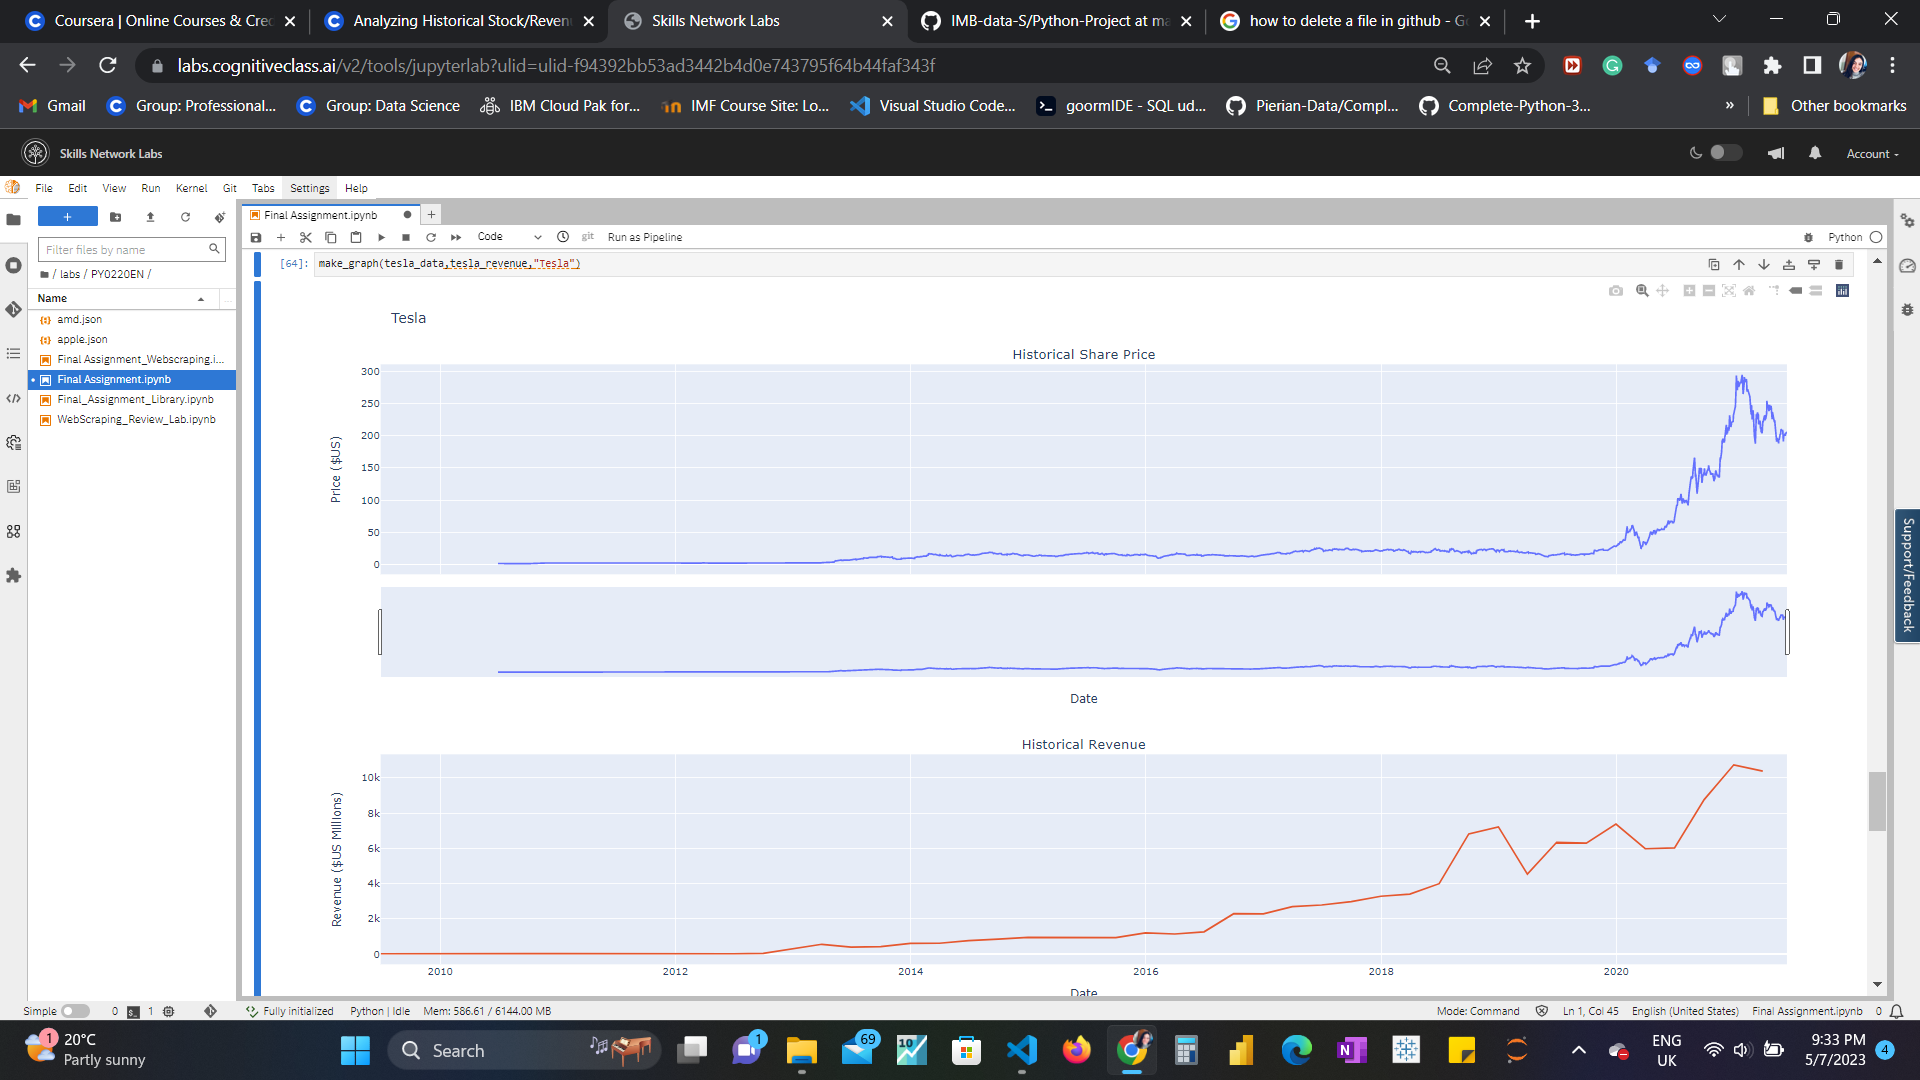 Coursera | Online Courses & Cred
Analyzing Historical Stock/Reven
Skills Network Labs
IMB-data-S/Python-Project at ma
how to delete a file in github - Go
labs.cognitiveclass.ai/v2/tools/jupyterlab?ulid=ulid-f94392bb53ad3442b4d0e743795f64b44faf343f
Gmail
Group: Professional...
Group: Data Science
IBM Cloud Pak for...
IMF Course Site: Lo...
Visual Studio Code...
goormIDE - SQL ud...
Pierian-Data/Compl...
Complete-Python-3...
»
Other bookmarks
Skills Network Labs
Account
File Edit View Run Kernel Git Tabs Settings Help
Final Assignment.ipynb
Code
git
Run as Pipeline
Python
Filter files by name
/ labs / PY0220EN /
Name
amd.json
apple.json
Final Assignment_Webscraping.i...
Final Assignment.ipynb
Final_Assignment_Library.ipynb
WebScraping_Review_Lab.ipynb
[64]: make_graph(tesla_data,tesla_revenue,"Tesla")
Tesla
Historical Share Price
Price ($US)
300
250
200
150
100
50
0
Date
Historical Revenue
Revenue ($US Millions)
10k
8k
6k
4k
2k
0
2010 2012 2014 2016 2018 2020
Date
Support/Feedback
Simple 0 1 Fully initialized Python | Idle Mem: 586.61 / 6144.00 MB
Mode: Command Ln 1, Col 45 English (United States) Final Assignment.ipynb 0
1
20°C
Partly sunny
Search
1
69
10
N
ENG
UK
9:33 PM
5/7/2023
4